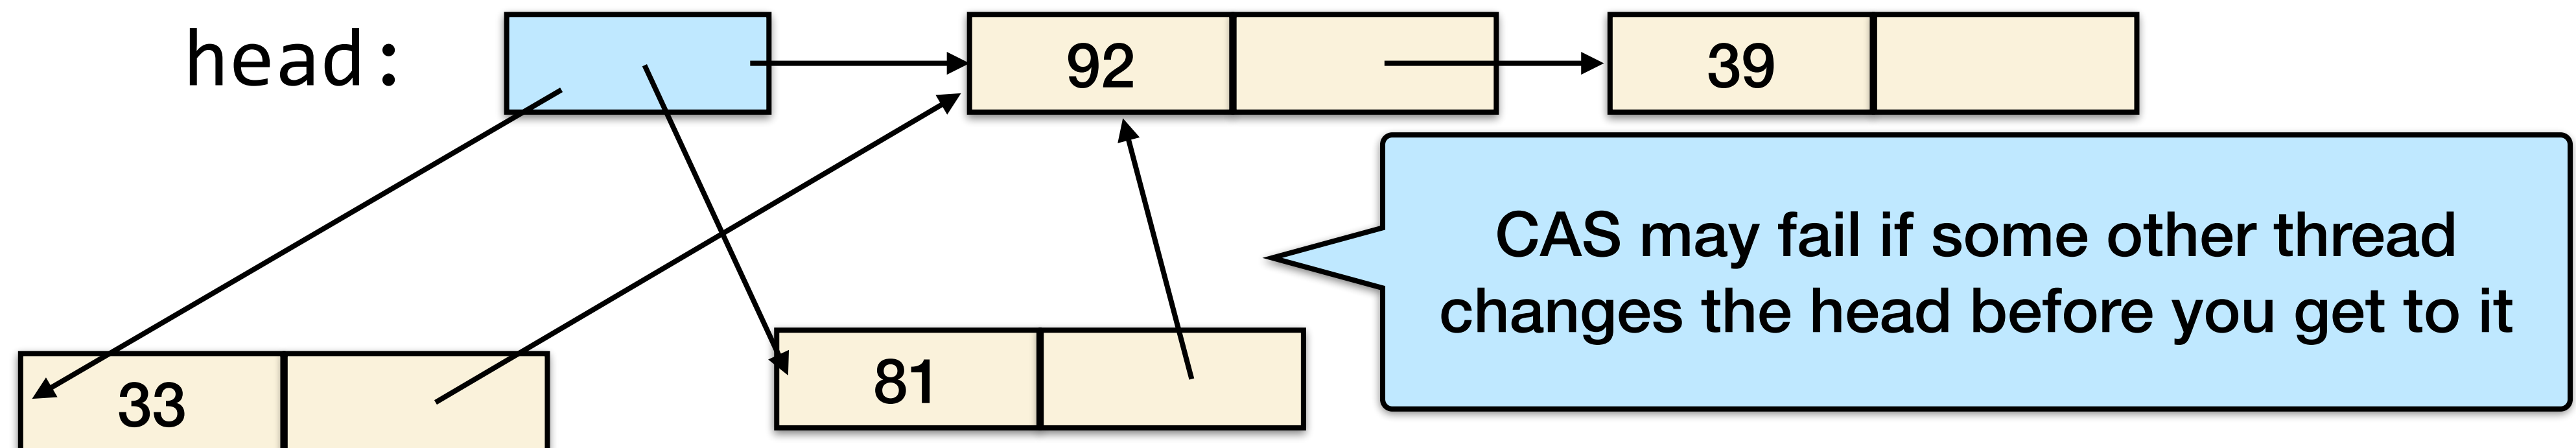 head:
92
39
CAS may fail if some other thread
changes the head before you get to it
33
81